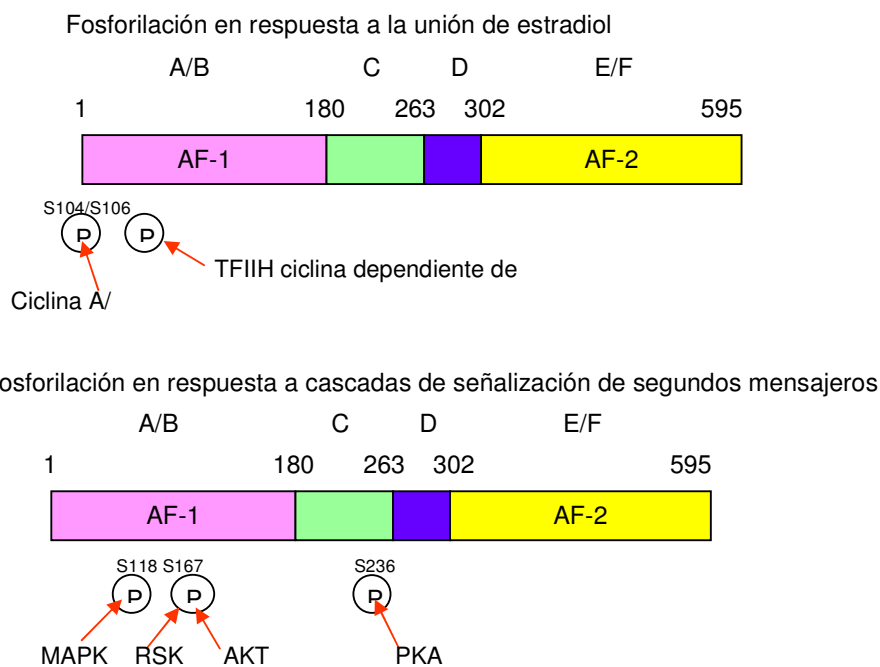 Fosforilación en respuesta a la unión de estradiol
A/B C D E/F
1 180 263 302 595
AF-1 AF-2
S104/S106
P P
TFIIH ciclina dependiente de
Ciclina A/
osforilación en respuesta a cascadas de señalización de segundos mensajeros
A/B C D E/F
1 180 263 302 595
AF-1 AF-2
S118 S167 S236
P P P
MAPK RSK AKT PKA